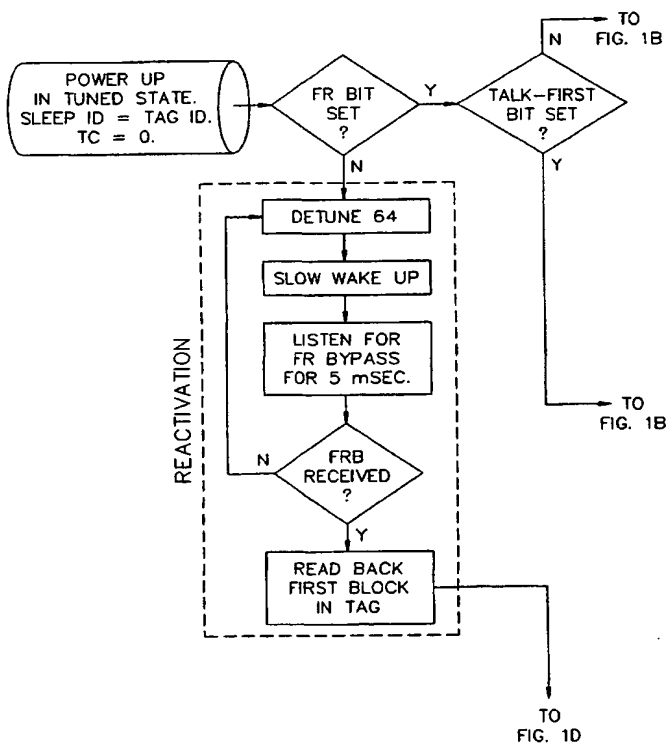 POWER UP
IN TUNED STATE.
SLEEP ID = TAG ID.
TC = 0.
FR BIT
SET
?
Y
N
TALK-FIRST
BIT SET
?
N
TO
FIG. 1B
Y
TO
FIG. 1B
REACTIVATION
DETUNE 64
SLOW WAKE UP
LISTEN FOR
FR BYPASS
FOR 5 mSEC.
FRB
RECEIVED
?
N
Y
READ BACK
FIRST BLOCK
IN TAG
TO
FIG. 1D